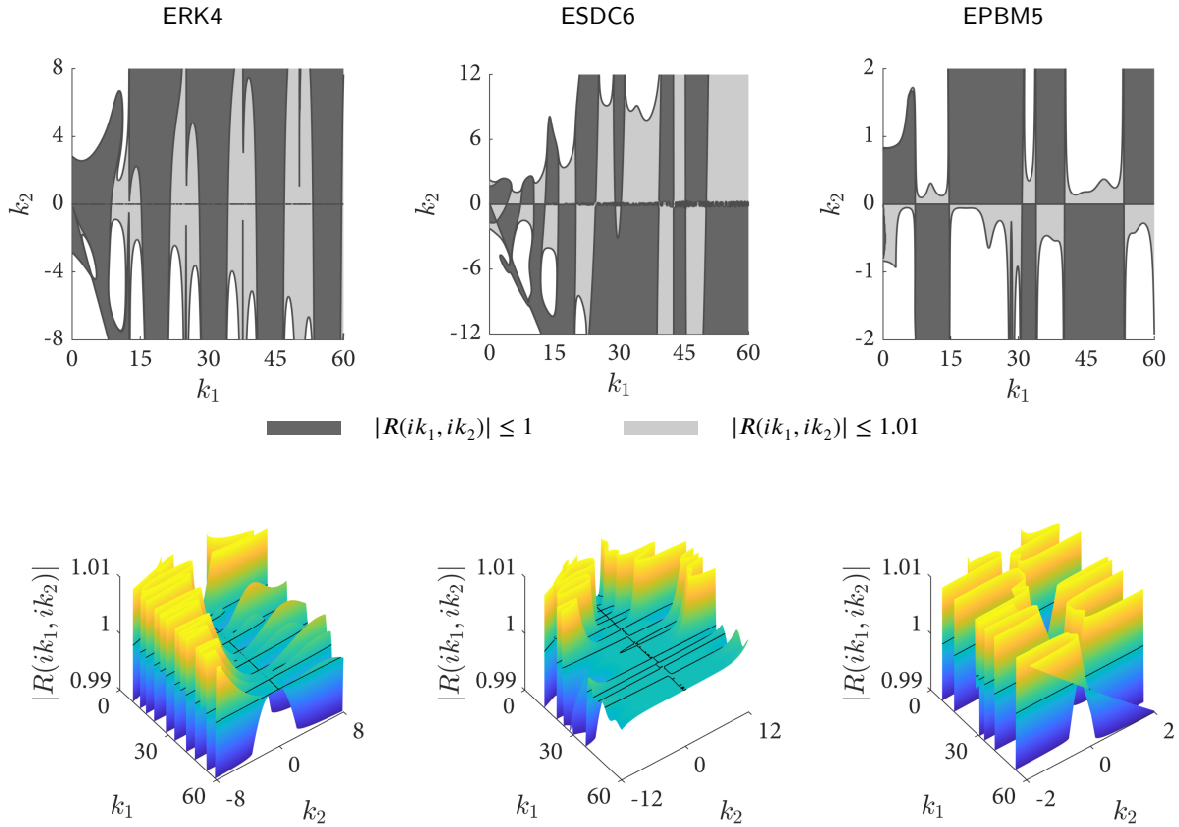 ERK4 ESDC6 EPBM5
8 12 2
4 6 1
k₂ 0 k₂ 0 k₂ 0
-4 -6 -1
-8 -12 -2
0 15 30 45 60 0 15 30 45 60 0 15 30 45 60
k₁ k₁ k₁
|R(ik₁, ik₂)| ≤ 1 |R(ik₁, ik₂)| ≤ 1.01
|R(ik₁, ik₂)| |R(ik₁, ik₂)| |R(ik₁, ik₂)|
1.01 1.01 1.01
1 1 1
0.99 0.99 0.99
0 8 0 12 0 2
30 0 30 0 30 0
k₁ 60 -8 k₂ k₁ 60 -12 k₂ k₁ 60 -2 k₂